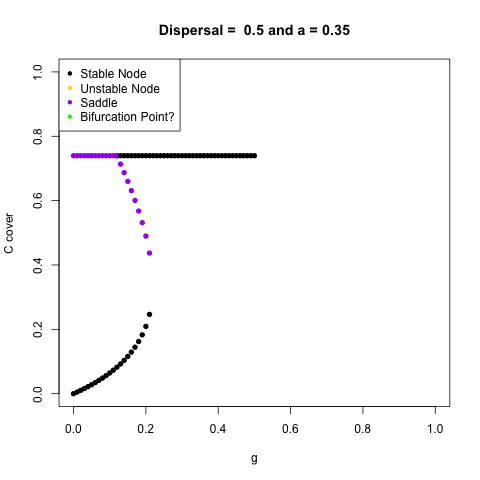 Dispersal =  0.5 and a = 0.35
Stable Node
Unstable Node
Saddle
Bifurcation Point?
1.0
0.8
0.6
0.4
0.2
0.0
C cover
0.0 0.2 0.4 0.6 0.8 1.0
g